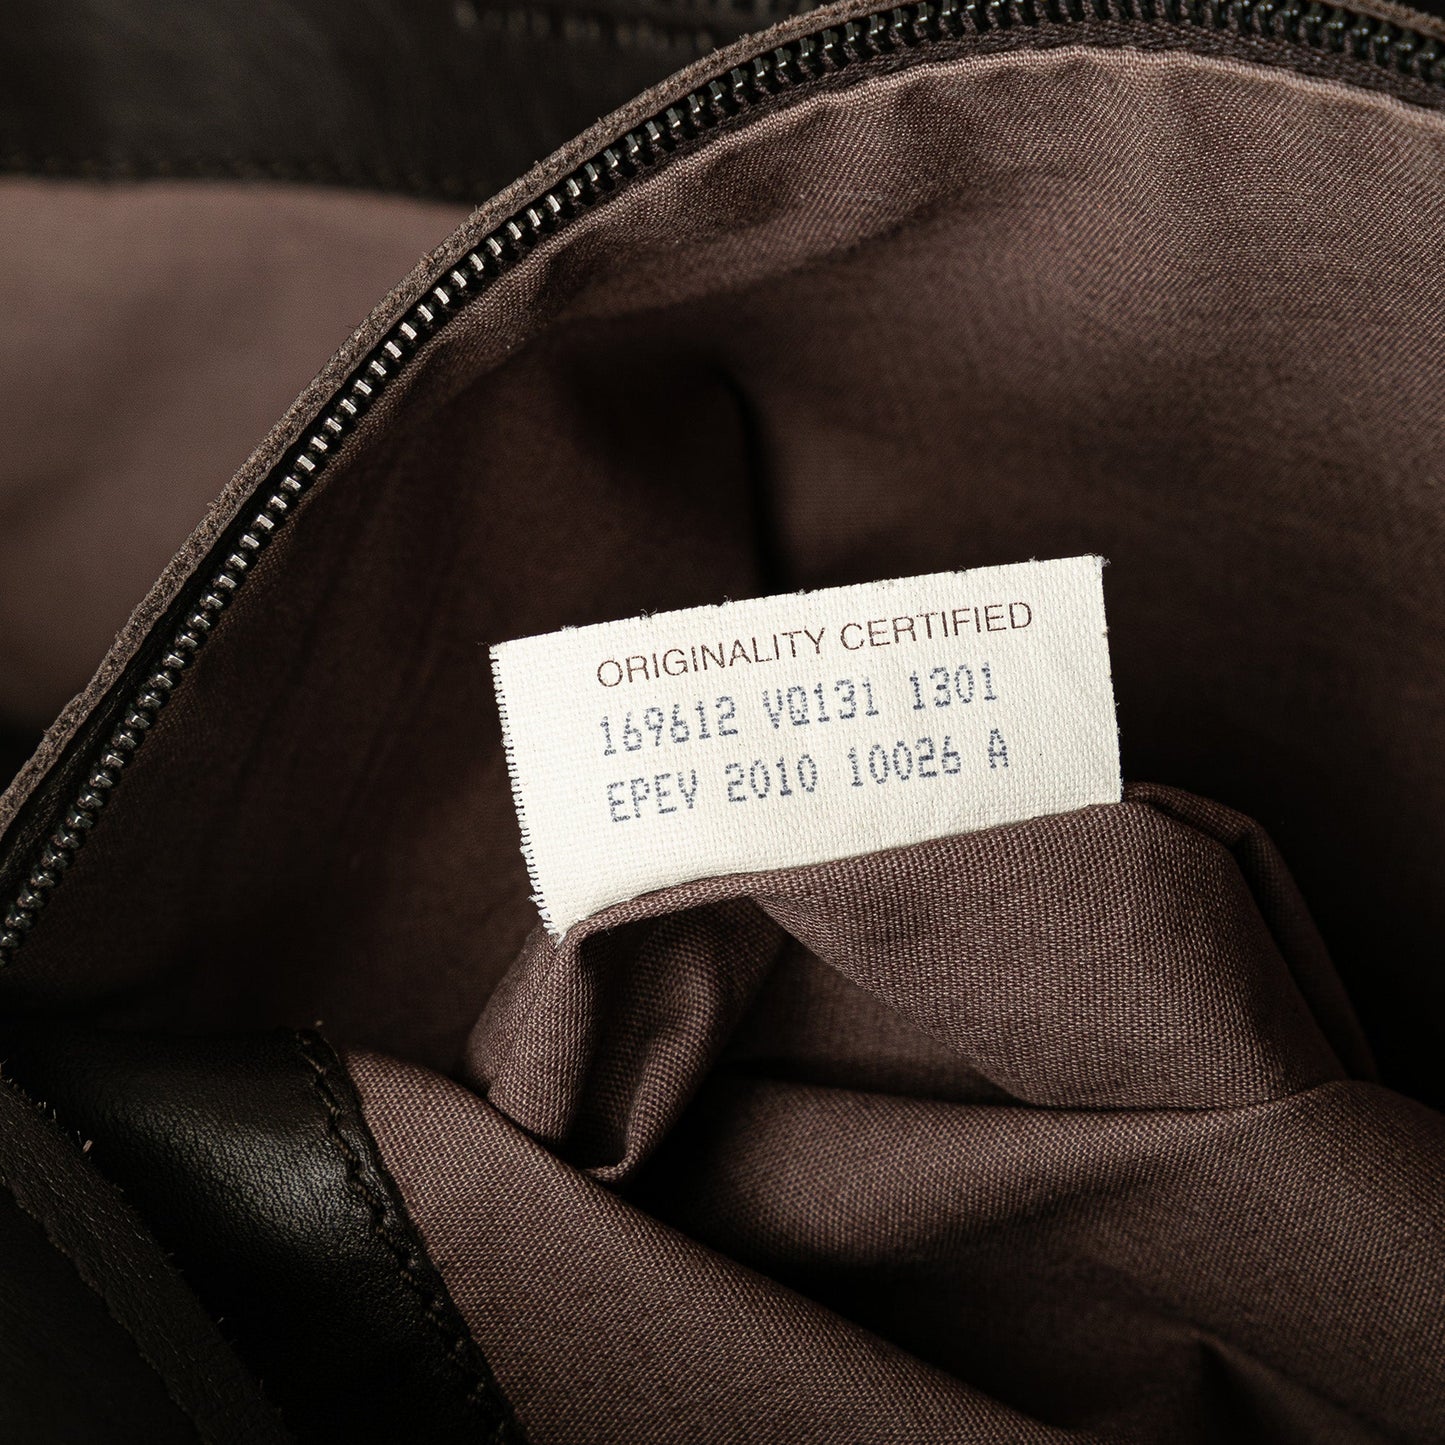 ORIGINALITY CERTIFIED
169612 VQ131 1301
EPEV 2010 10026 A